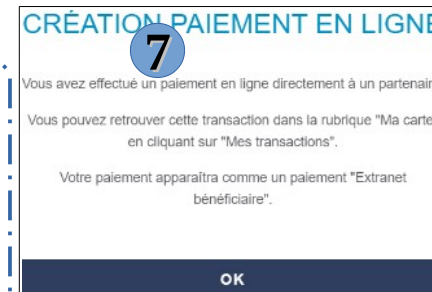 CRÉATION PAIEMENT EN LIGNE
7
Vous avez effectué un paiement en ligne directement à un partenair
Vous pouvez retrouver cette transaction dans la rubrique "Ma carte
en cliquant sur "Mes transactions".
Votre paiement apparaîtra comme un paiement "Extranet
bénéficiaire".
OK